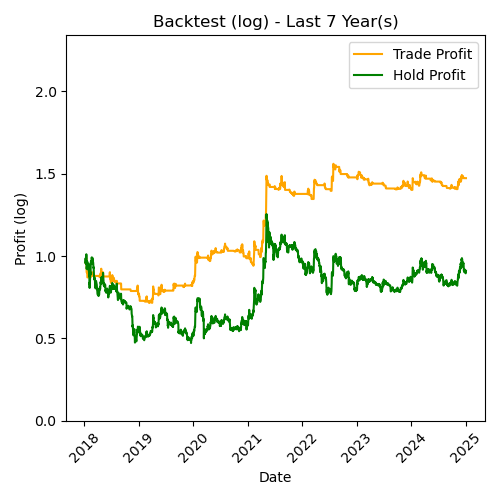 Backtest (log) - Last 7 Year(s)
Trade Profit
Hold Profit
Profit (log)
2.0
1.5
1.0
0.5
0.0
2018 2019 2020 2021 2022 2023 2024 2025
Date